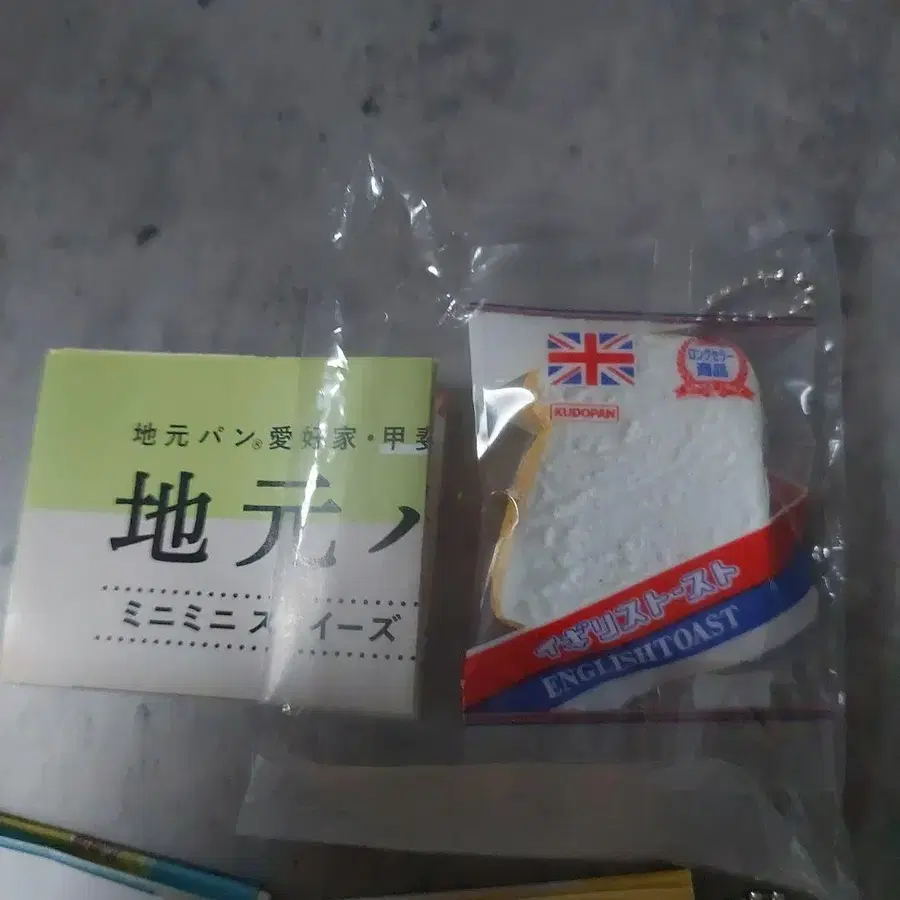 地元パン®愛好家・甲斐
地元パ
ミニミニスクイーズ
ロングセラー
商品
KUDOPAN
イギリストースト
ENGLISHTOAST